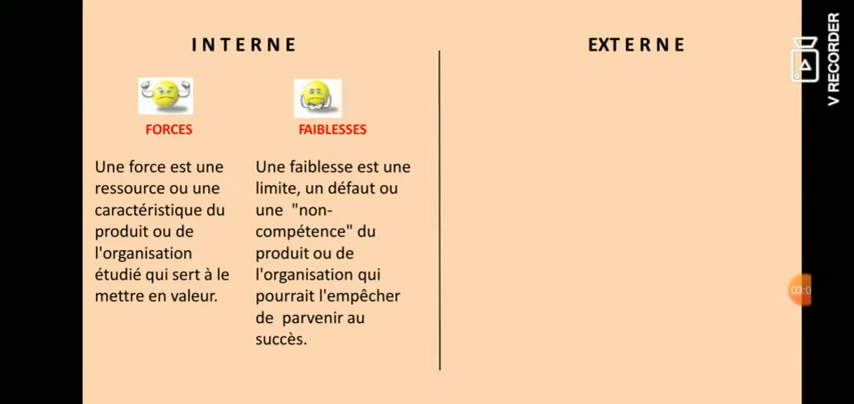 INTERNE
EXTERNE
FORCES
FAIBLESSES
Une force est une
ressource ou une
caractéristique du
produit ou de
l'organisation
étudié qui sert à le
mettre en valeur.
Une faiblesse est une
limite, un défaut ou
une "non-
compétence" du
produit ou de
l'organisation qui
pourrait l'empêcher
de parvenir au
succès.
V RECORDER